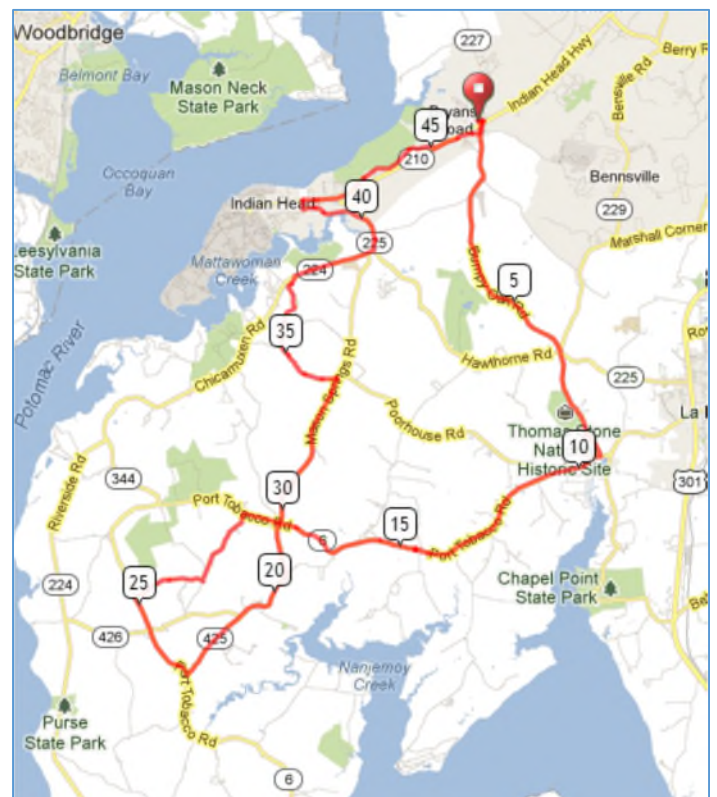 Woodbridge
227
Indian Head Hwy
Berry R
Belmont Bay
Mason Neck
State Park
Bensville Rd
45
210
Bennsville
Occoquan
Bay
Indian Head
40
229
Marshall Corner
Leesylvania
State Park
225
Mattawoman
Creek
224
5
Potomac River
35
Chicamuxen Rd
Hawthorne Rd
225
La
Poorhouse Rd
Thomas Stone
Historic Site
10
301
Riverside Rd
344
30
Port Tobacco Rd
15
6
Port Tobacco Rd
224
25
20
Chapel Point
State Park
426
425
Port Tobacco Rd
Nanjemoy
Creek
Purse
State Park
6